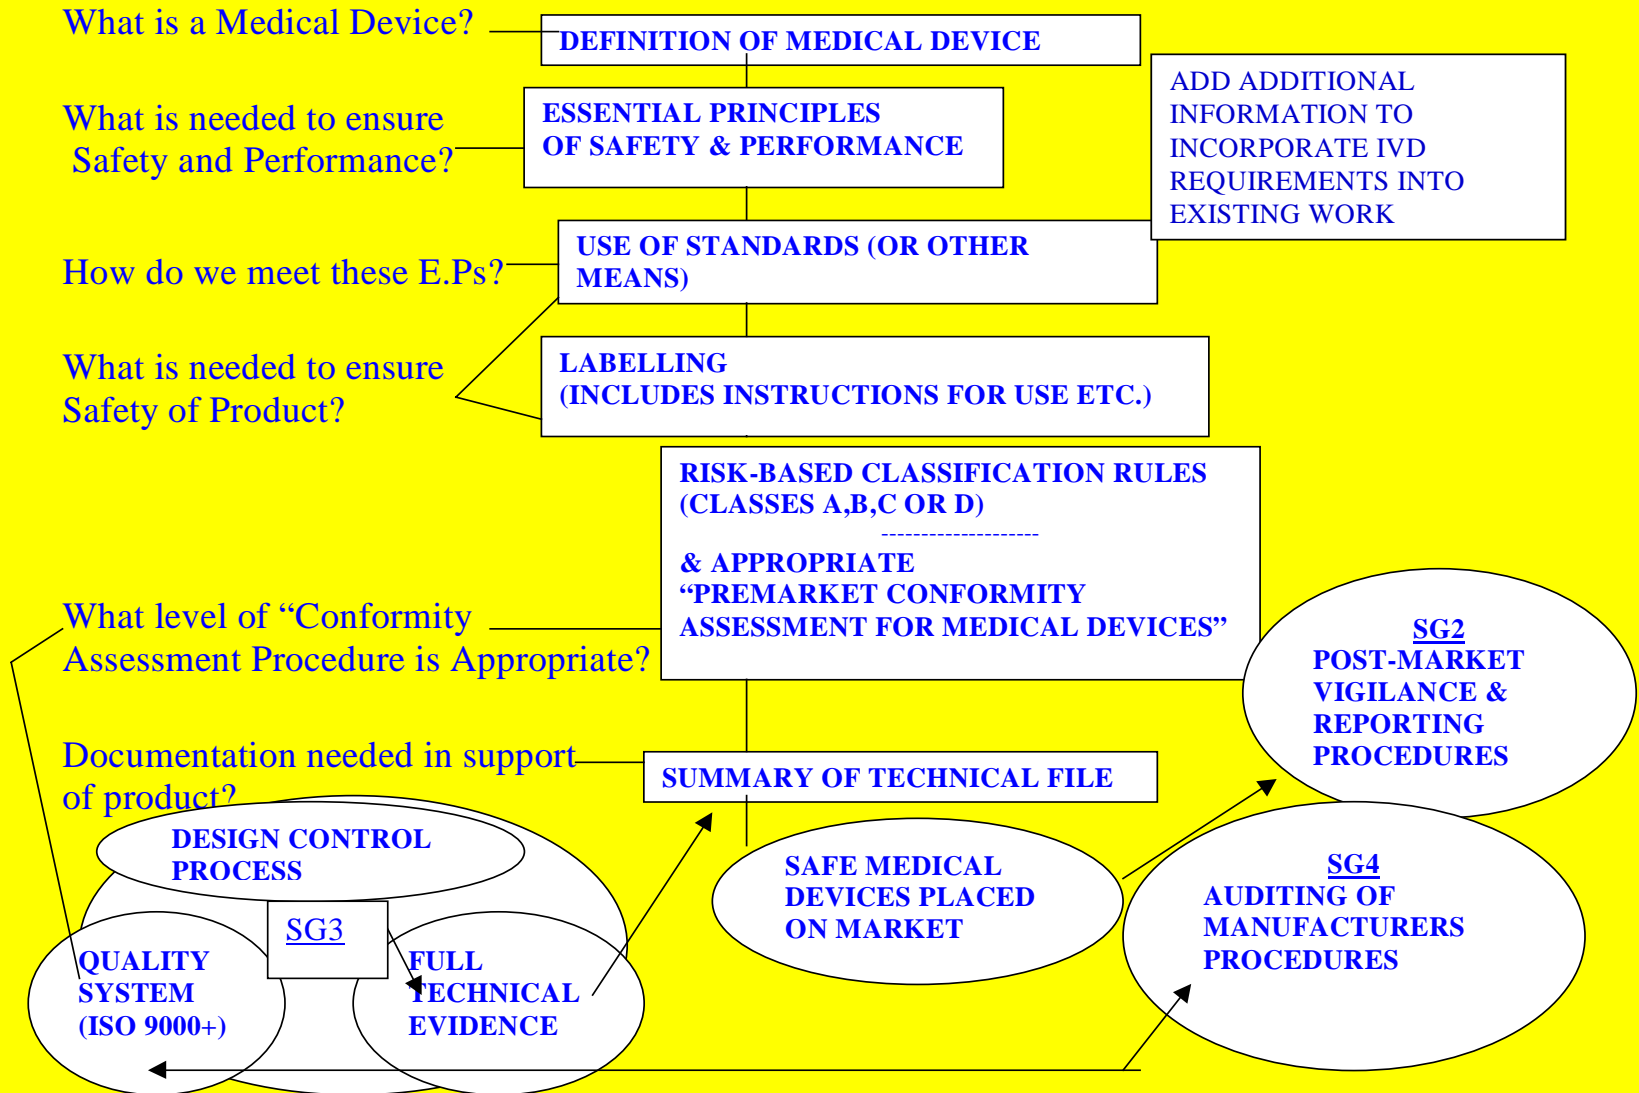 What is a Medical Device?
DEFINITION OF MEDICAL DEVICE
ADD ADDITIONAL
INFORMATION TO
INCORPORATE IVD
REQUIREMENTS INTO
EXISTING WORK
What is needed to ensure
Safety and Performance?
ESSENTIAL PRINCIPLES
OF SAFETY & PERFORMANCE
How do we meet these E.Ps?
USE OF STANDARDS (OR OTHER
MEANS)
What is needed to ensure
Safety of Product?
LABELLING
(INCLUDES INSTRUCTIONS FOR USE ETC.)
RISK-BASED CLASSIFICATION RULES
(CLASSES A,B,C OR D)
--------------------
& APPROPRIATE
“PREMARKET CONFORMITY
ASSESSMENT FOR MEDICAL DEVICES”
What level of “Conformity
Assessment Procedure is Appropriate?
SG2
POST-MARKET
VIGILANCE &
REPORTING
PROCEDURES
Documentation needed in support
of product?
SUMMARY OF TECHNICAL FILE
DESIGN CONTROL
PROCESS
SG3
QUALITY
SYSTEM
(ISO 9000+)
FULL
TECHNICAL
EVIDENCE
SAFE MEDICAL
DEVICES PLACED
ON MARKET
SG4
AUDITING OF
MANUFACTURERS
PROCEDURES